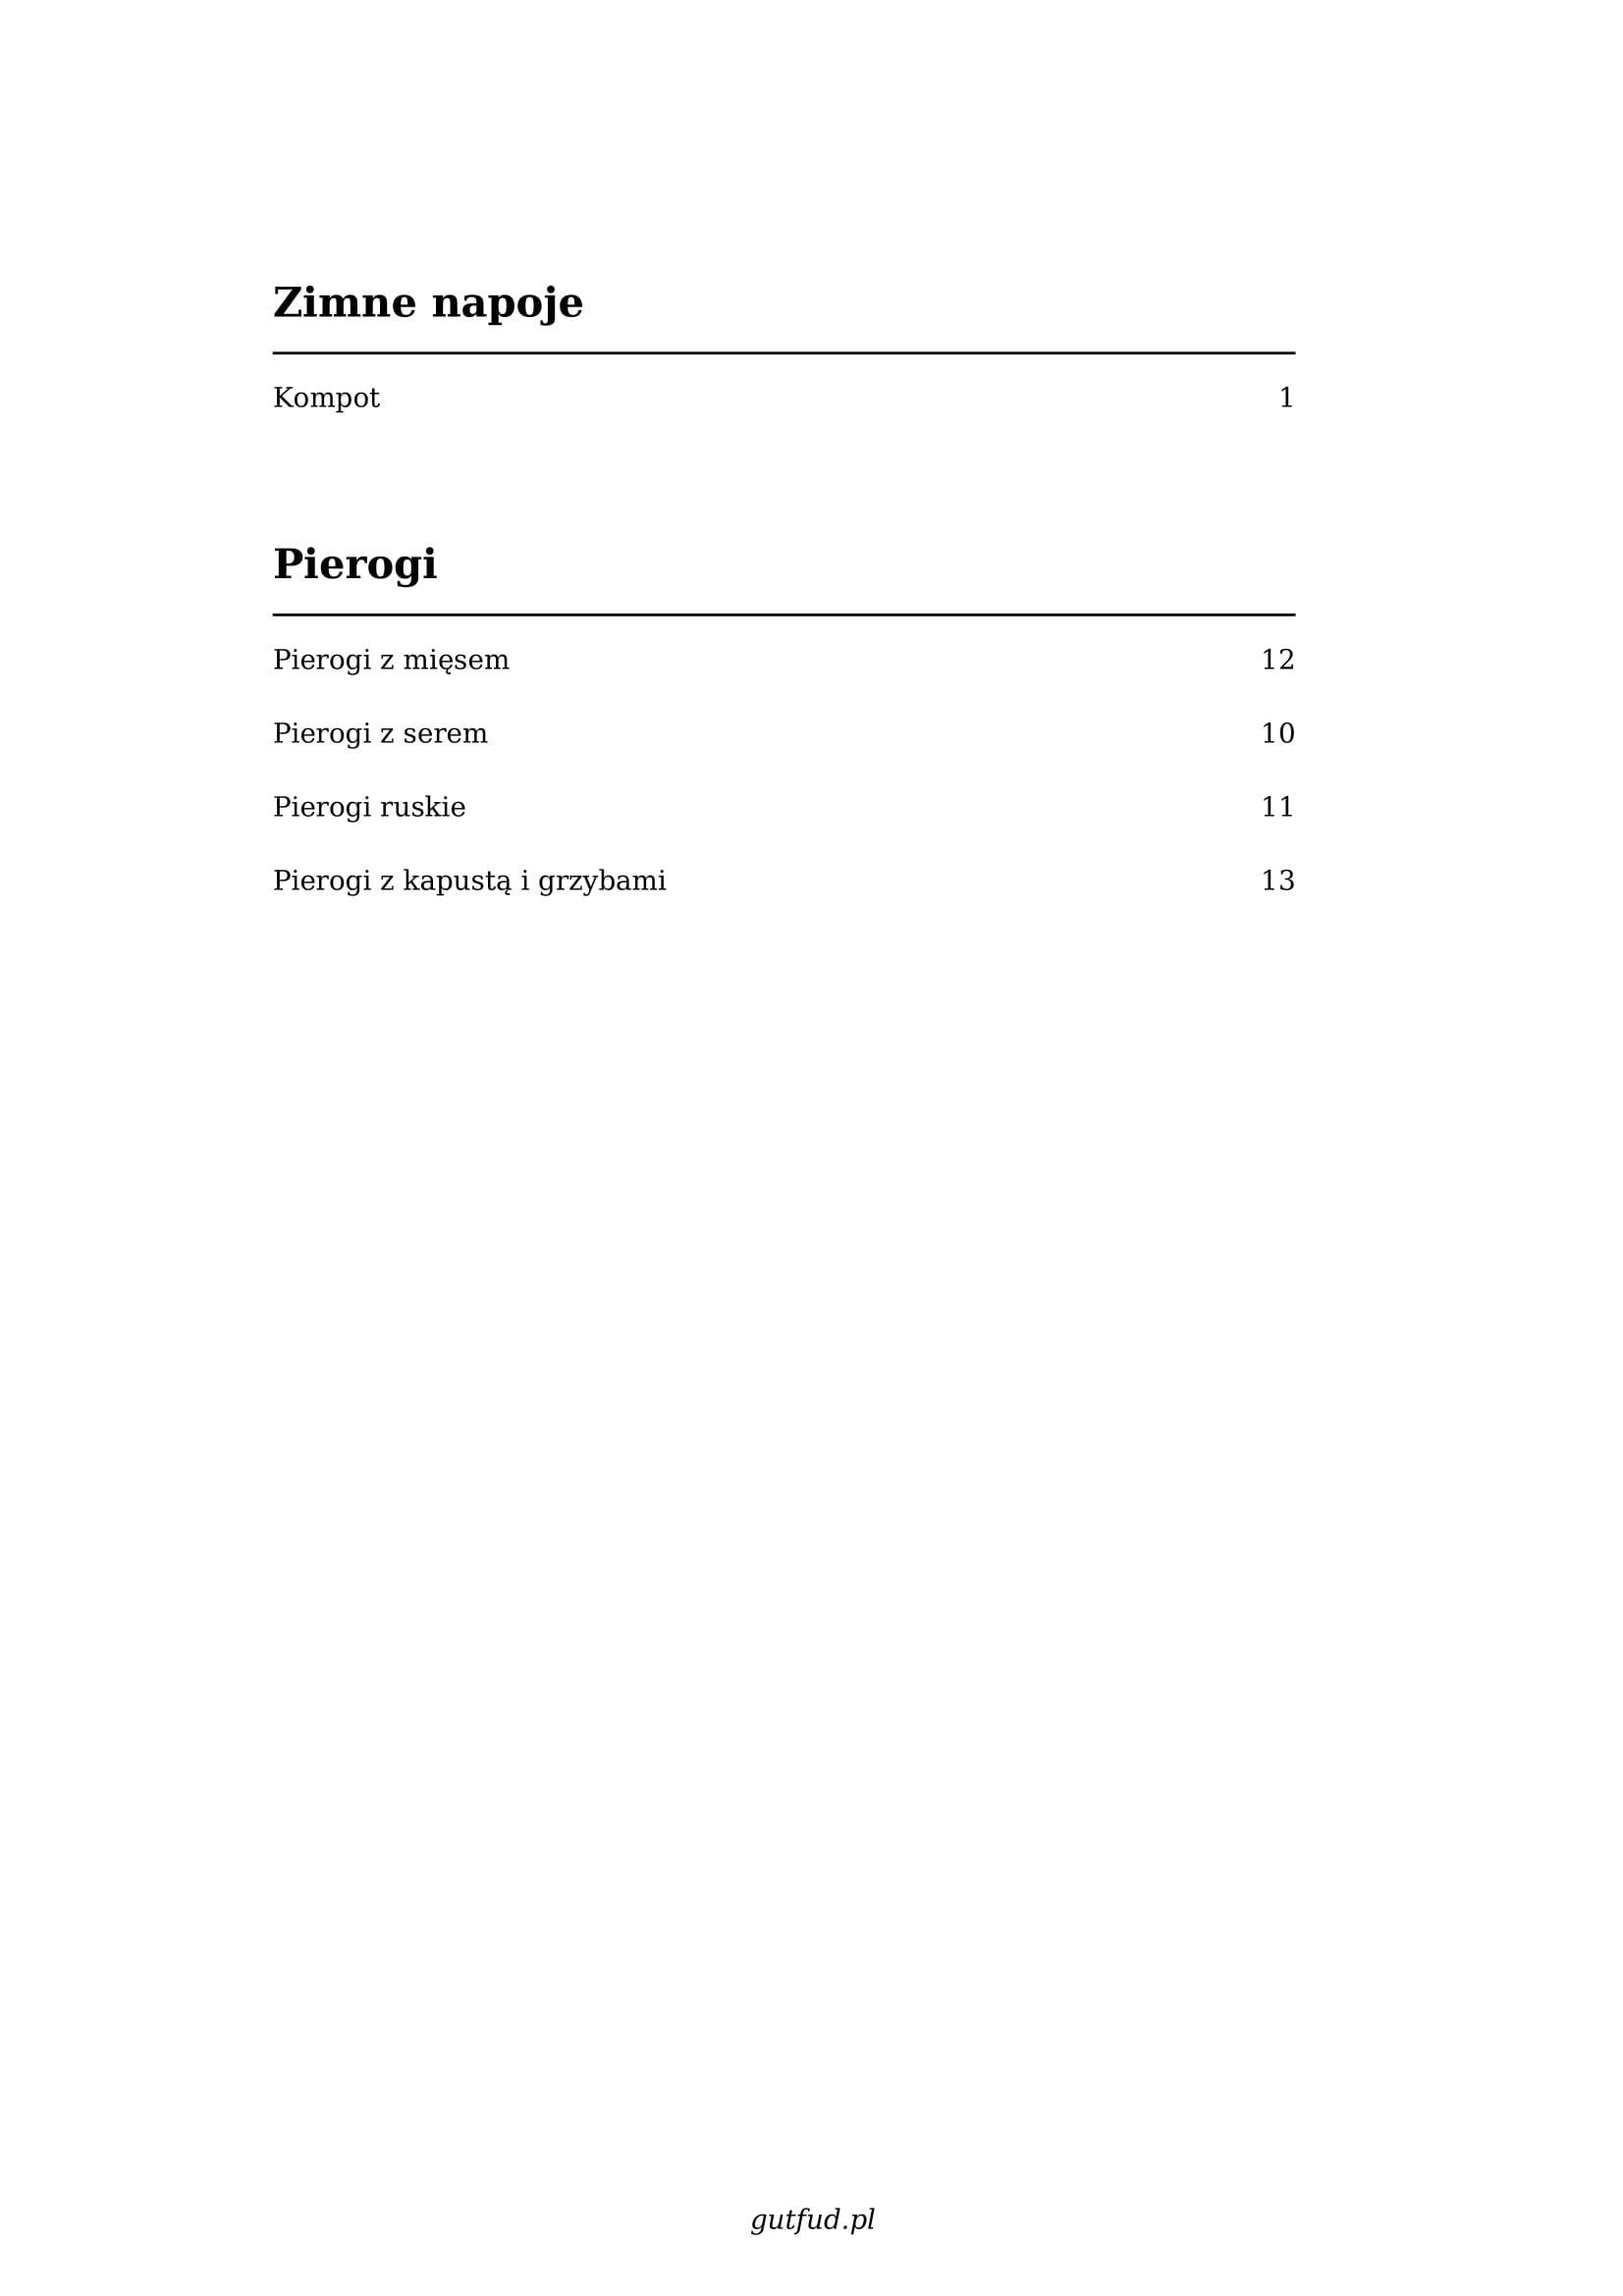 Zimne napoje
Kompot 1
Pierogi
Pierogi z mięsem 12
Pierogi z serem 10
Pierogi ruskie 11
Pierogi z kapustą i grzybami 13
gutfud.pl